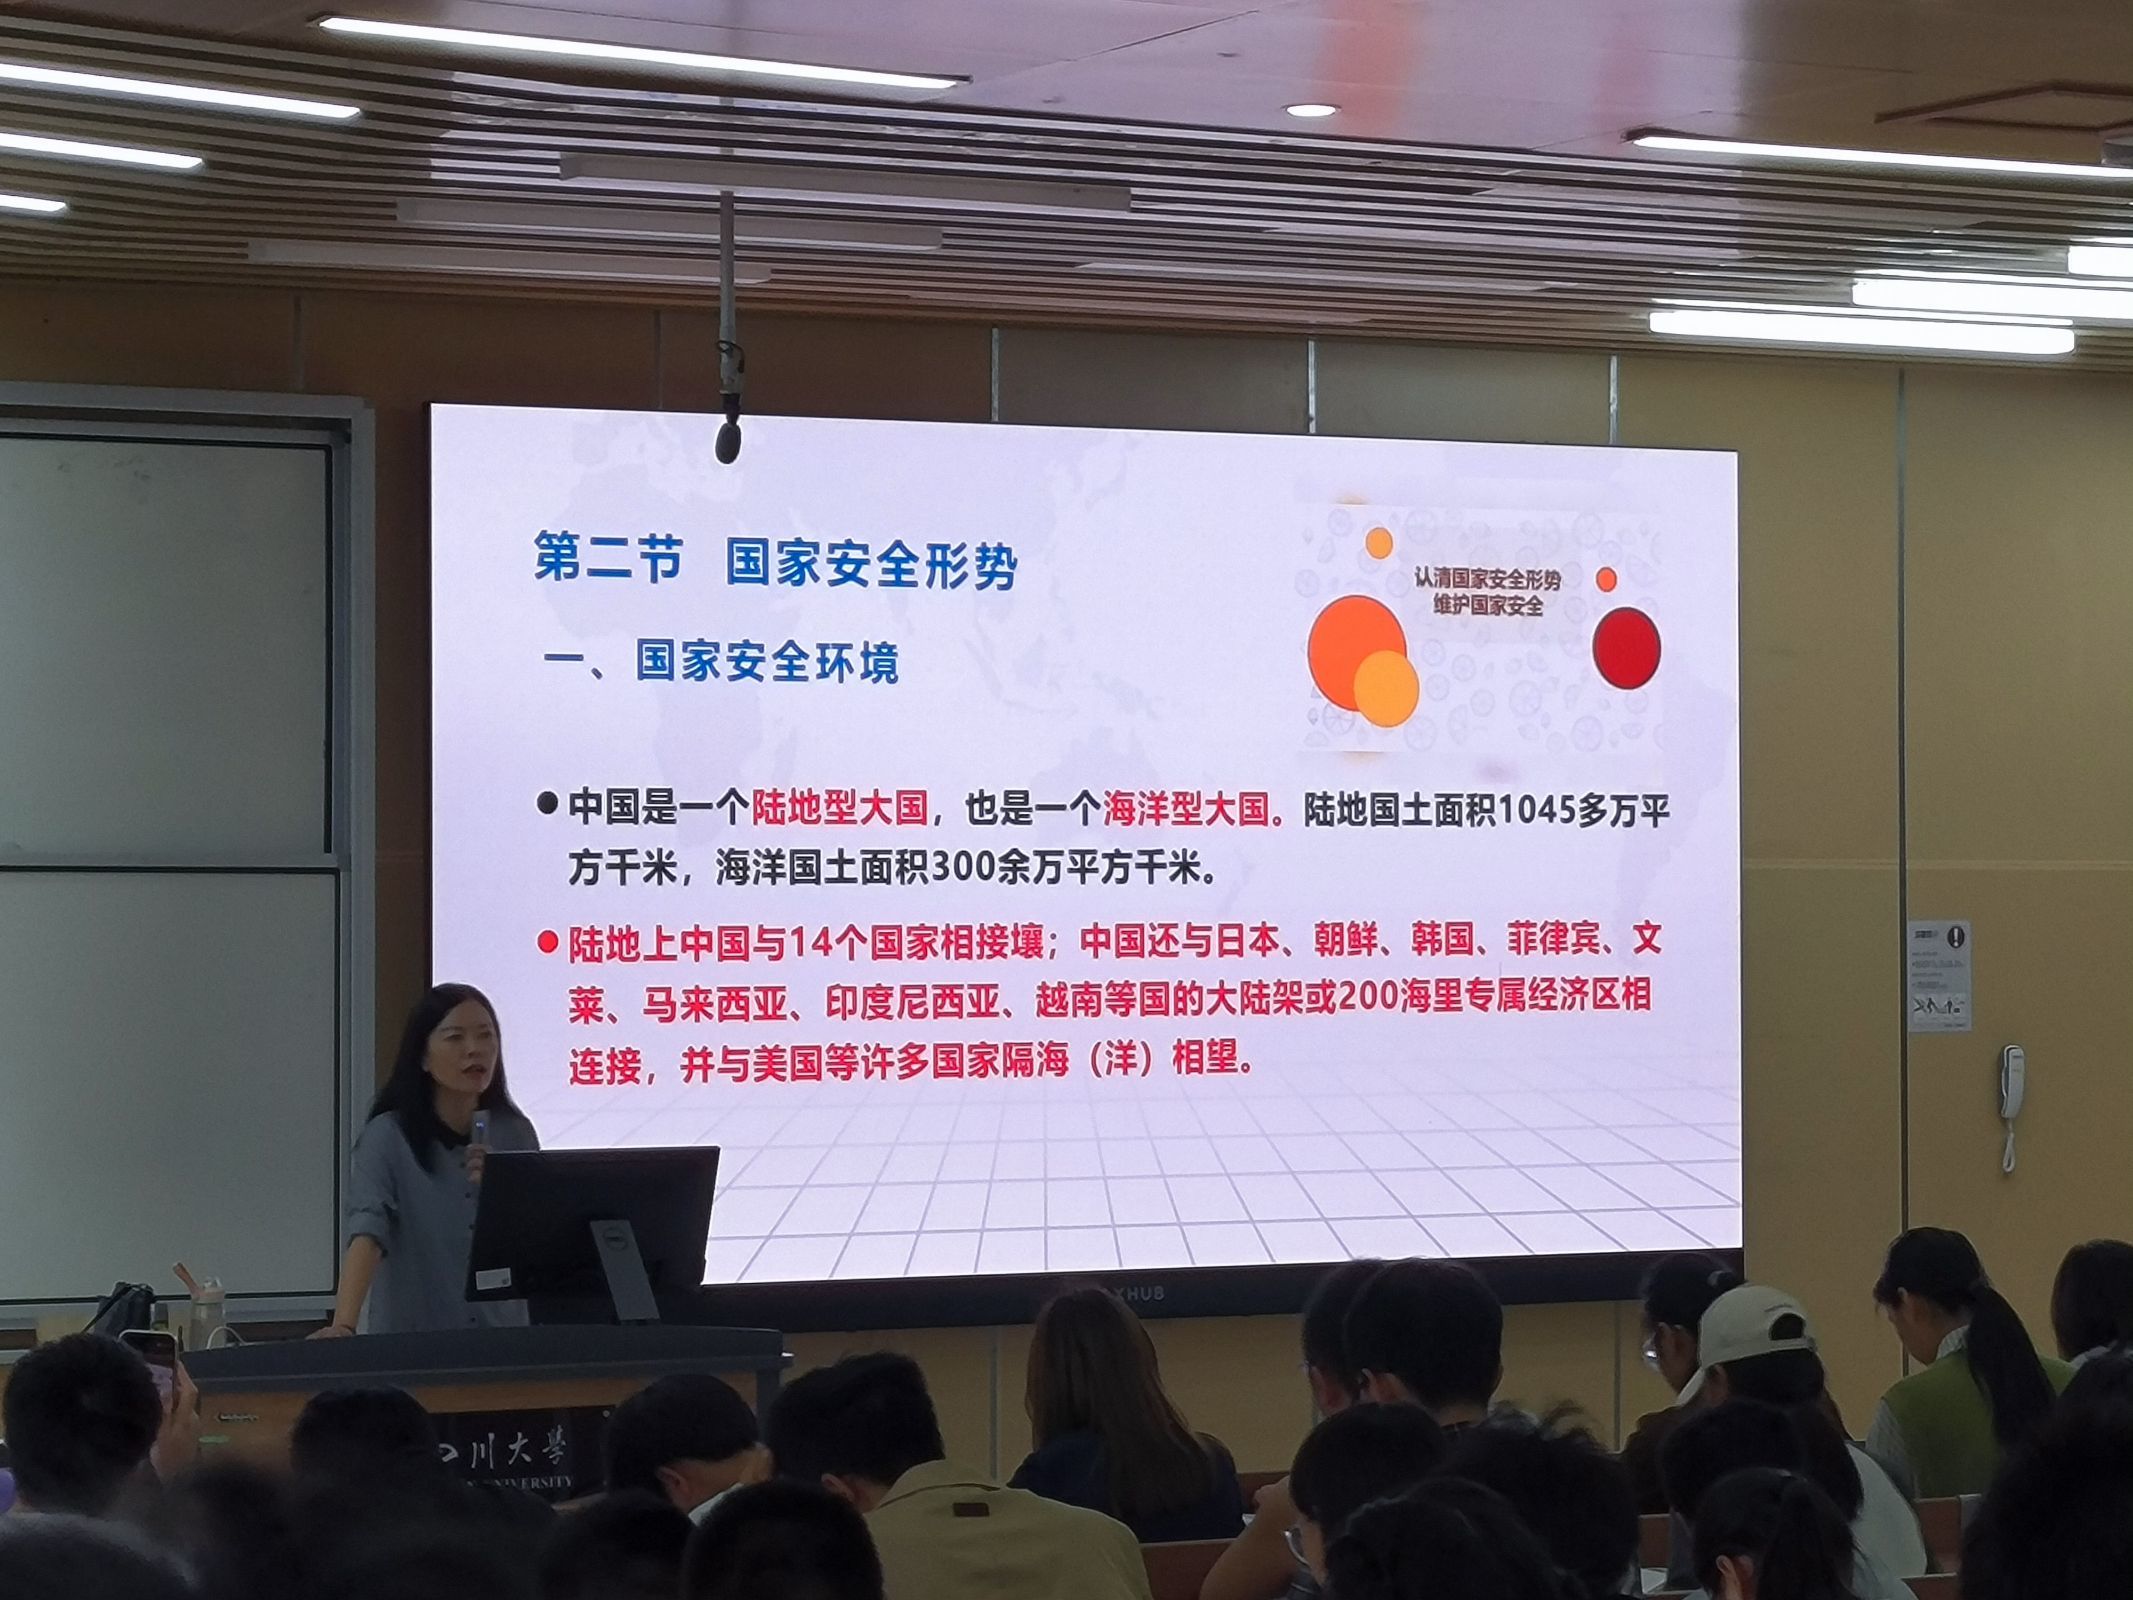 第二节 国家安全形势
认清国家安全形势
维护国家安全
一、国家安全环境
●中国是一个陆地型大国，也是一个海洋型大国。陆地国土面积1045多万平
方千米，海洋国土面积300余万平方千米。
●陆地上中国与14个国家相接壤；中国还与日本、朝鲜、韩国、菲律宾、文
莱、马来西亚、印度尼西亚、越南等国的大陆架或200海里专属经济区相
连接，并与美国等许多国家隔海（洋）相望。
XHUB
DELL
川大學
UNIVERSITY